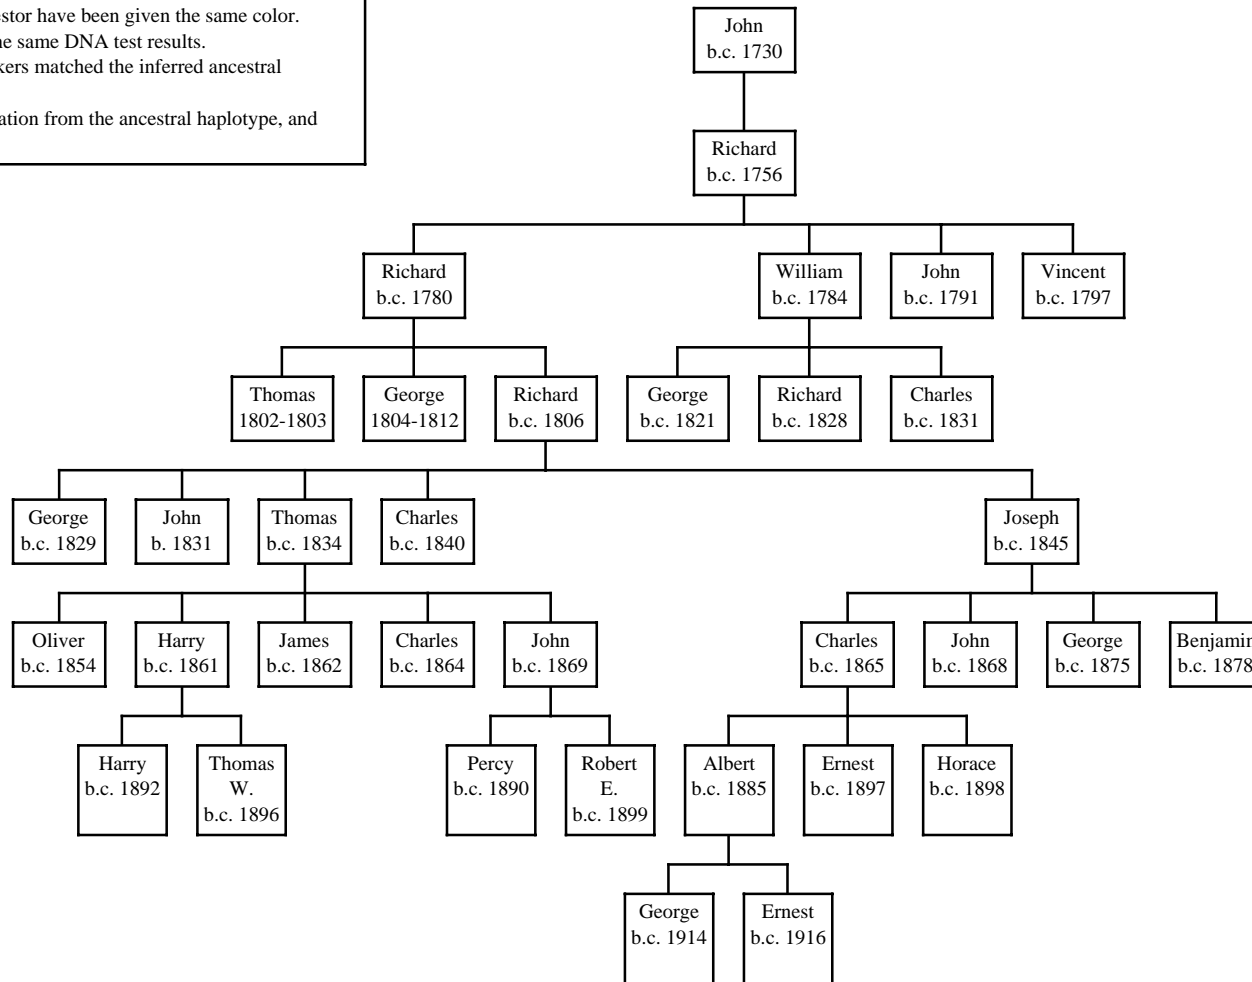 estor have been given the same color.
ne same DNA test results.
kers matched the inferred ancestral
ation from the ancestral haplotype, and
John
b.c. 1730
Richard
b.c. 1756
Richard
b.c. 1780
William
b.c. 1784
John
b.c. 1791
Vincent
b.c. 1797
Thomas
1802-1803
George
1804-1812
Richard
b.c. 1806
George
b.c. 1821
Richard
b.c. 1828
Charles
b.c. 1831
George
b.c. 1829
John
b. 1831
Thomas
b.c. 1834
Charles
b.c. 1840
Joseph
b.c. 1845
Oliver
b.c. 1854
Harry
b.c. 1861
James
b.c. 1862
Charles
b.c. 1864
John
b.c. 1869
Charles
b.c. 1865
John
b.c. 1868
George
b.c. 1875
Benjamin
b.c. 1878
Harry
b.c. 1892
Thomas
W.
b.c. 1896
Percy
b.c. 1890
Robert
E.
b.c. 1899
Albert
b.c. 1885
Ernest
b.c. 1897
Horace
b.c. 1898
George
b.c. 1914
Ernest
b.c. 1916